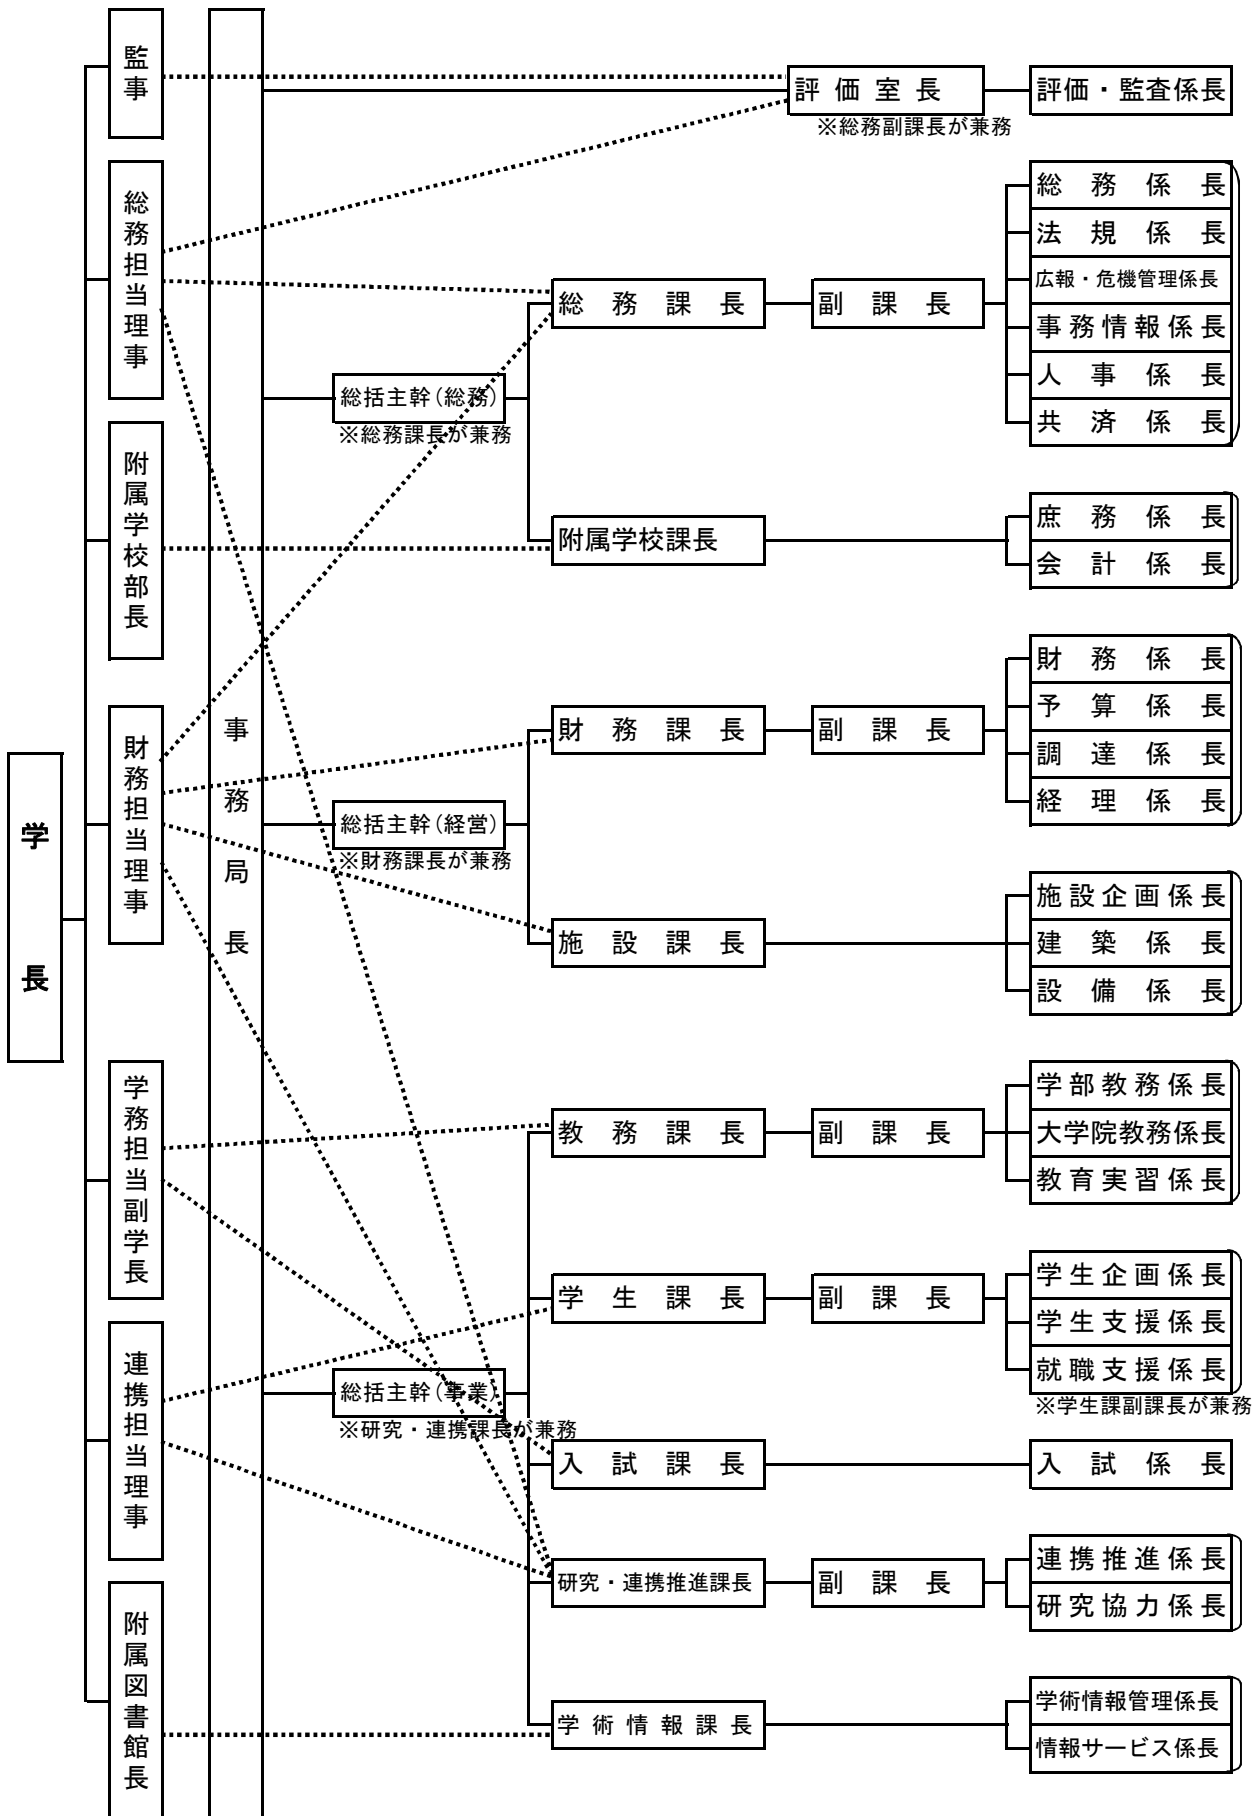 学長
監事
総務担当理事
附属学校部長
財務担当理事
学務担当副学長
連携担当理事
附属図書館長
事務局長
評価室長
※総務副課長が兼務
評価・監査係長
総括主幹(総務)
※総務課長が兼務
総務課長
副課長
総務係長
法規係長
広報・危機管理係長
事務情報係長
人事係長
共済係長
附属学校課長
庶務係長
会計係長
総括主幹(経営)
※財務課長が兼務
財務課長
副課長
財務係長
予算係長
調達係長
経理係長
施設課長
施設企画係長
建築係長
設備係長
総括主幹(事業)
※研究・連携課長が兼務
教務課長
副課長
学部教務係長
大学院教務係長
教育実習係長
学生課長
副課長
学生企画係長
学生支援係長
就職支援係長
※学生課副課長が兼務
入試課長
入試係長
研究・連携推進課長
副課長
連携推進係長
研究協力係長
学術情報課長
学術情報管理係長
情報サービス係長